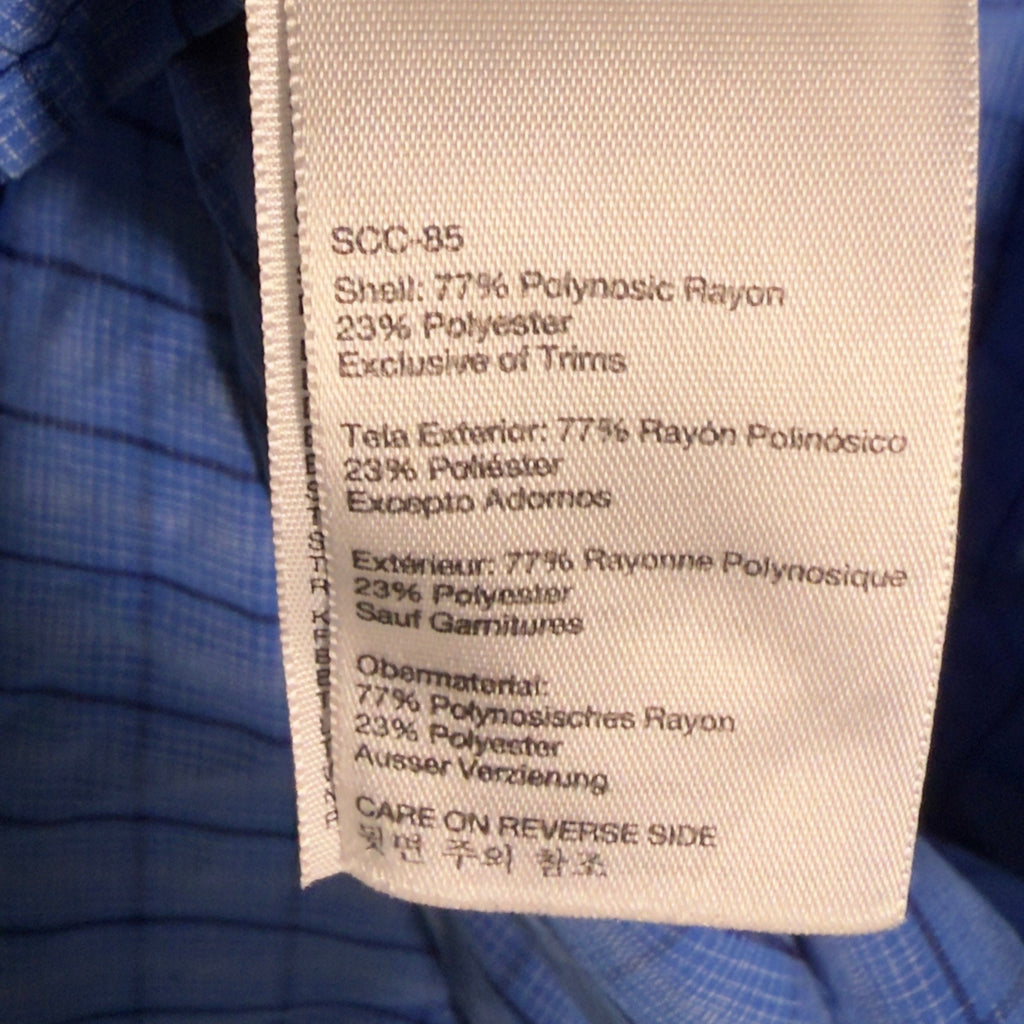 SCC-85
Shell: 77% Polynosic Rayon
23% Polyester
Exclusive of Trims
Tela Exterior: 77% Rayón Polinósico
23% Poliéster
Excepto Adornos
Extérieur: 77% Rayonne Polynosique
23% Polyester
Sauf Garnitures
Obermaterial:
77% Polynosisches Rayon
23% Polyester
Ausser Verzierung
CARE ON REVERSE SIDE
뒷면 주의 참조